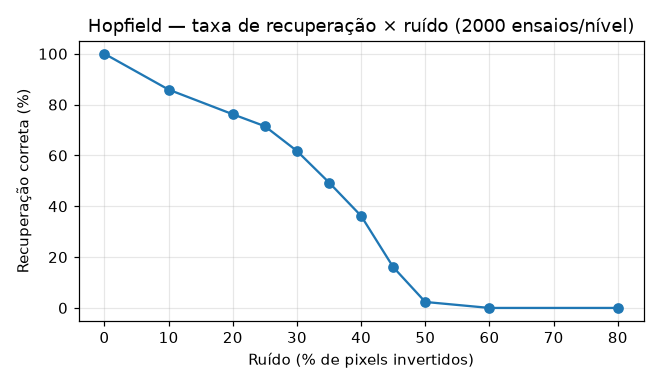 Hopfield — taxa de recuperação × ruído (2000 ensaios/nível)
Recuperação correta (%)
100
80
60
40
20
0
0 10 20 30 40 50 60 70 80
Ruído (% de pixels invertidos)